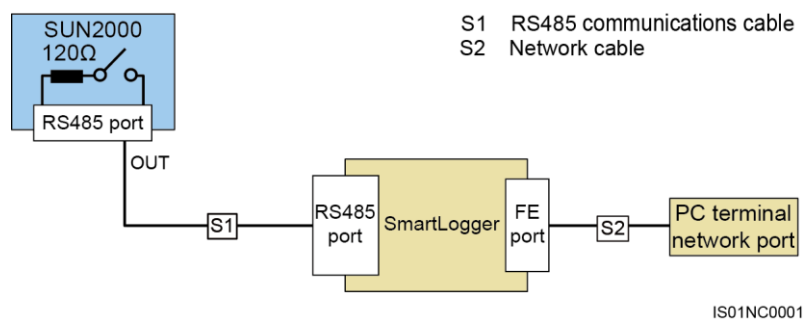 SUN2000
120Ω
RS485 port
OUT
S1 RS485 communications cable
S2 Network cable
S1
RS485
port
SmartLogger
FE
port
S2
PC terminal
network port
IS01NC0001